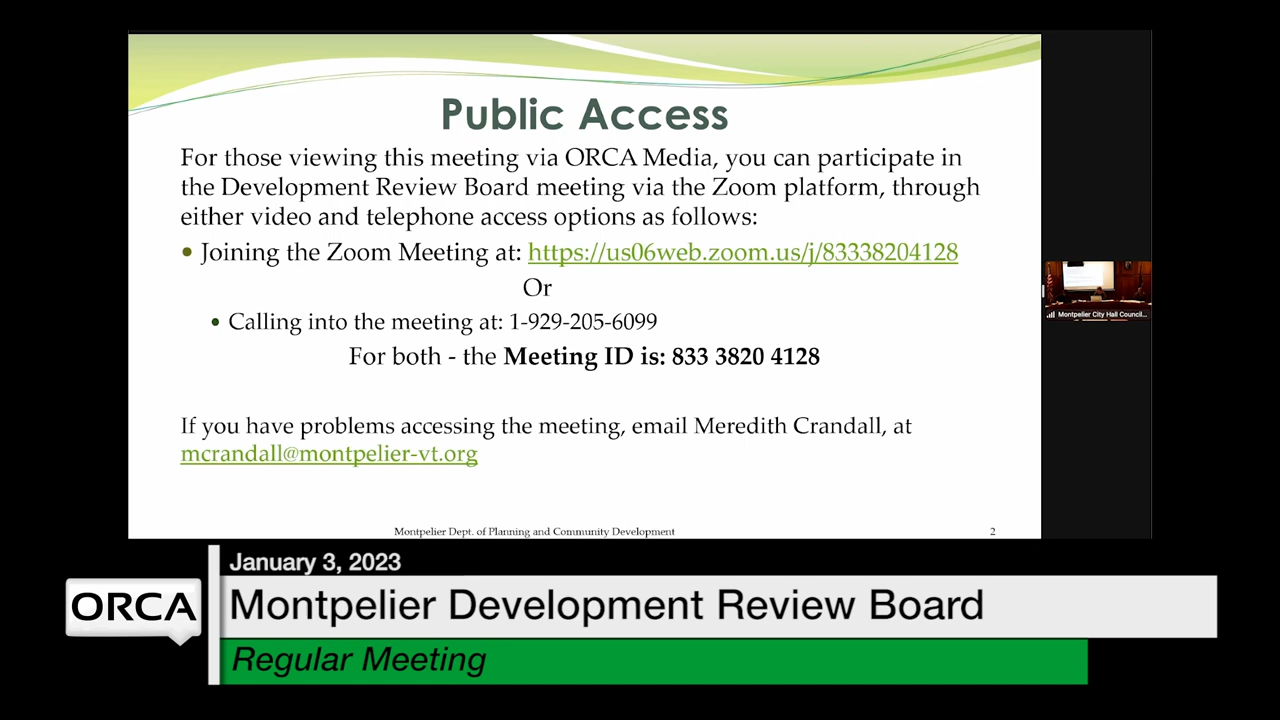 Public Access
For those viewing this meeting via ORCA Media, you can participate in
the Development Review Board meeting via the Zoom platform, through
either video and telephone access options as follows:
• Joining the Zoom Meeting at: https://us06web.zoom.us/j/83338204128
Or
• Calling into the meeting at: 1-929-205-6099
For both - the Meeting ID is: 833 3820 4128
If you have problems accessing the meeting, email Meredith Crandall, at
mcrandall@montpelier-vt.org
Montpelier Dept. of Planning and Community Development
2
Montpelier City Hall Council...
January 3, 2023
ORCA
Montpelier Development Review Board
Regular Meeting